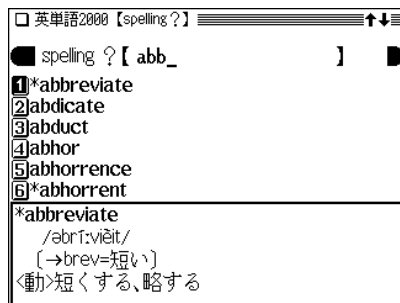 英単語2000【spelling?】
spelling ?【 abb_ 】
1*abbreviate
2abdicate
3abduct
4abhor
5abhorrence
6*abhorrent
*abbreviate
/əbríːvièit/
〔→brev=短い〕
<動>短くする、略する